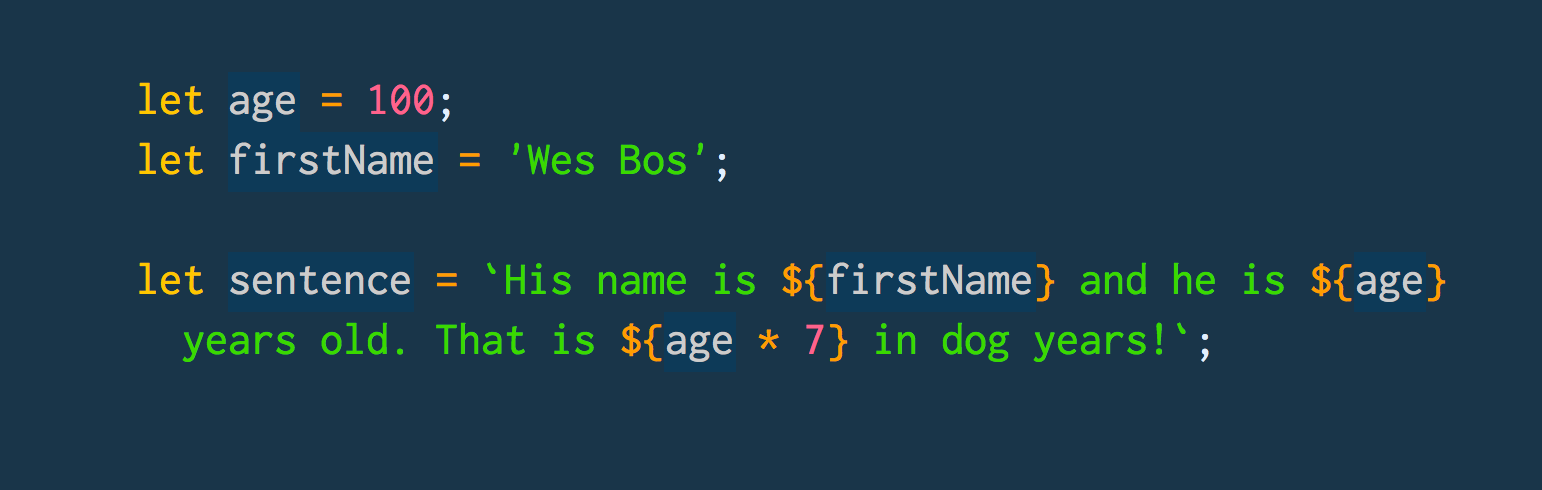 let age = 100;
let firstName = 'Wes Bos';
let sentence = `His name is ${firstName} and he is ${age}
years old. That is ${age * 7} in dog years!`;